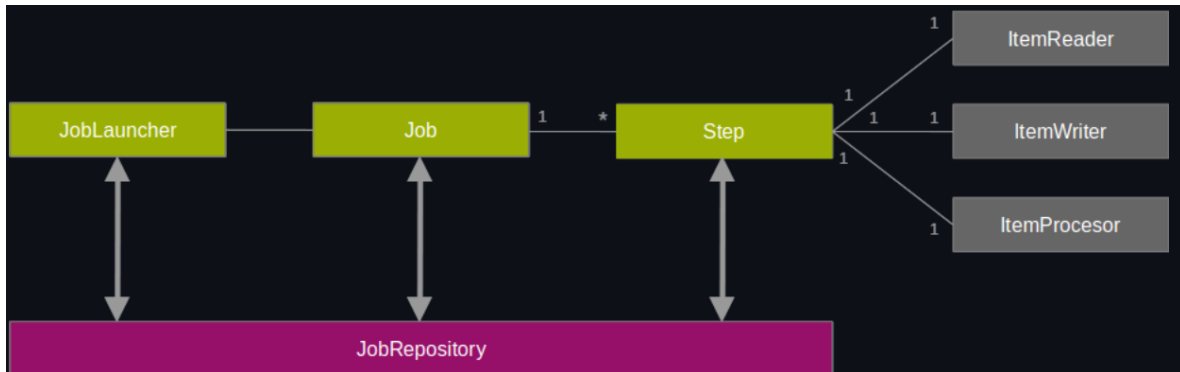 1
ItemReader
1
JobLauncher
Job
1
*
Step
1
1
ItemWriter
1
1
ItemProcesor
JobRepository